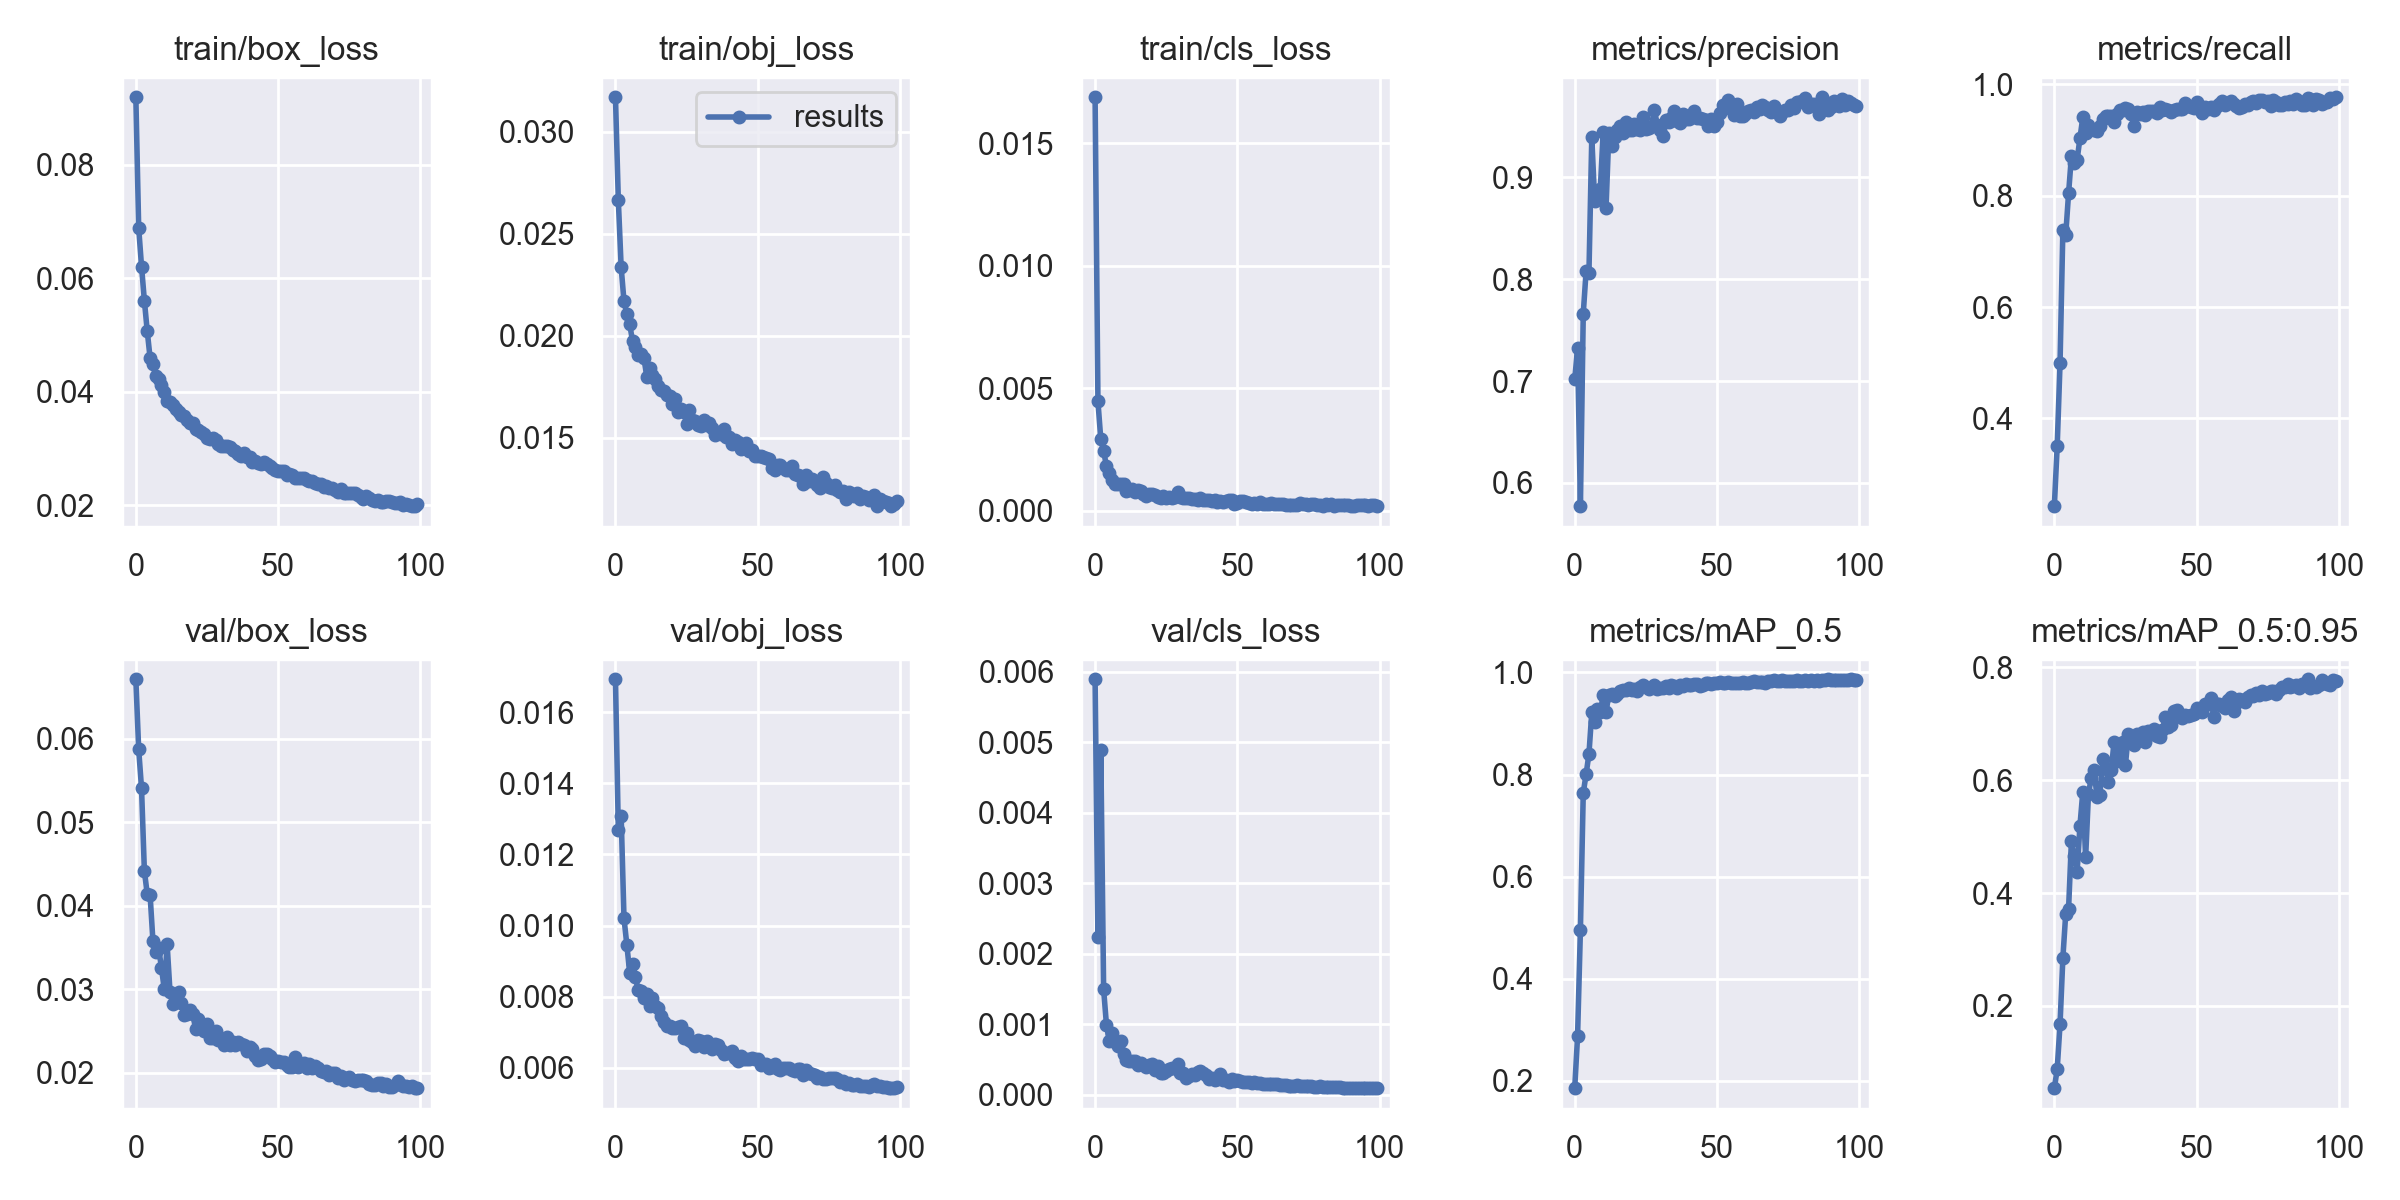 train/box_loss
0.08
0.06
0.04
0.02
0 50 100
train/obj_loss
results
0.030
0.025
0.020
0.015
0 50 100
train/cls_loss
0.015
0.010
0.005
0.000
0 50 100
metrics/precision
0.9
0.8
0.7
0.6
0 50 100
metrics/recall
1.0
0.8
0.6
0.4
0 50 100
val/box_loss
0.06
0.05
0.04
0.03
0.02
0 50 100
val/obj_loss
0.016
0.014
0.012
0.010
0.008
0.006
0 50 100
val/cls_loss
0.006
0.005
0.004
0.003
0.002
0.001
0.000
0 50 100
metrics/mAP_0.5
1.0
0.8
0.6
0.4
0.2
0 50 100
metrics/mAP_0.5:0.95
0.8
0.6
0.4
0.2
0 50 100